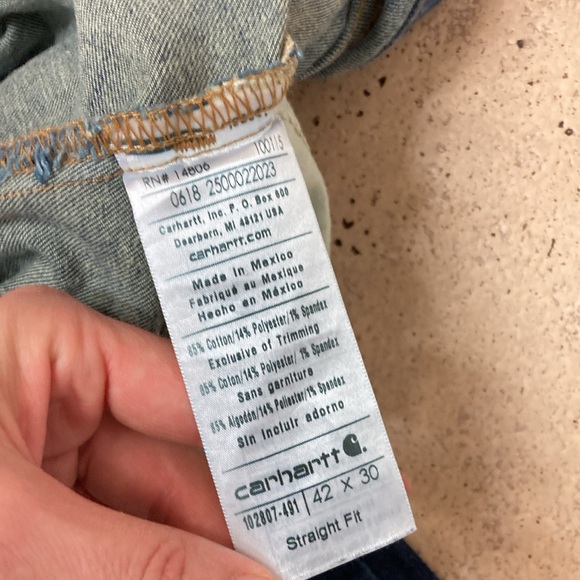 RN# 14806 100115
0618 2500022023
Carhartt, Inc. P. O. Box 600
Dearborn, MI 48121 USA
carhartt.com
Made in Mexico
Fabriqué au Mexique
Hecho en México
85% Cotton/14% Polyester/1% Spandex
Exclusive of Trimming
85% Coton/14% Polyester/1% Spandex
Sans garniture
85% Algodón/14% Poliester/1% Spandex
Sin incluir adorno
carhartt
102807-491 42 X 30
Straight Fit